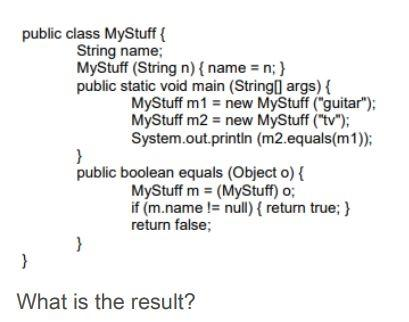 public class MyStuff {
String name;
MyStuff (String n) { name = n; }
public static void main (String[] args) {
MyStuff m1 = new MyStuff ("guitar");
MyStuff m2 = new MyStuff ("tv");
System.out.println (m2.equals(m1));
}
public boolean equals (Object o) {
MyStuff m = (MyStuff) o;
if (m.name != null) { return true; }
return false;
}
}
What is the result?